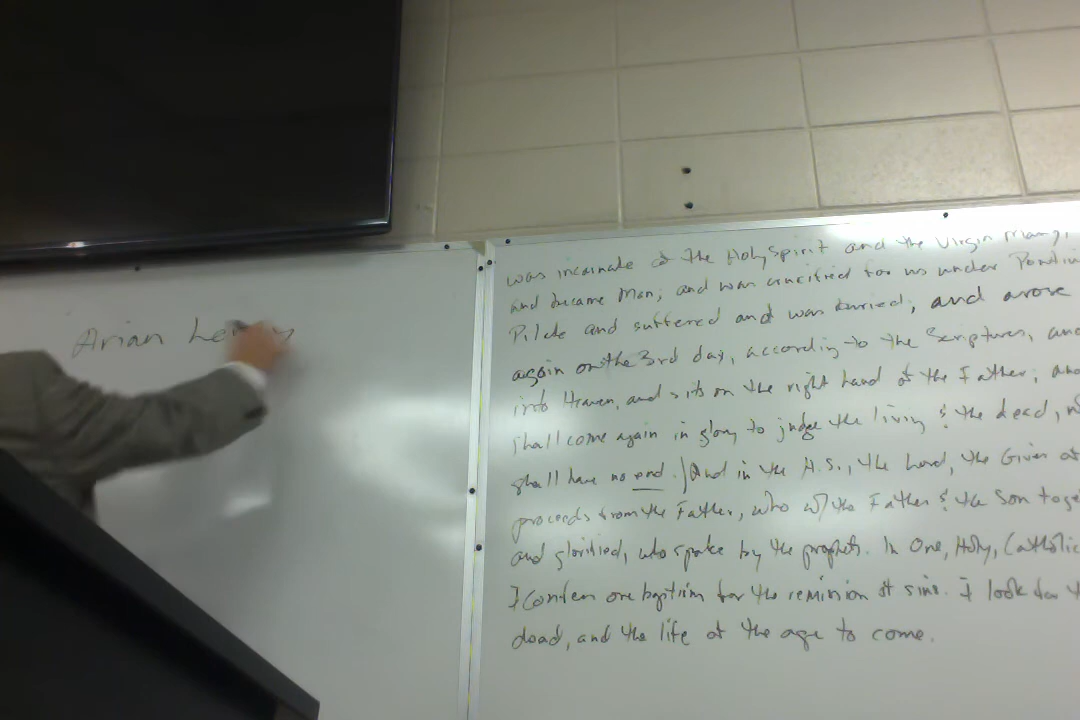 Arian
was incarnate of the Holy Spirit and the Virgin Mary,
and became Man; and was crucified for us under Pontiu
Pilate and suffered and was buried; and arose
again on the 3rd day, according to the Scriptures, and
into Heaven, and sits on the right hand of the Father; and
shall come again in glory to judge the living & the dead,
shall have no end. / And in the H.S., the Lord, the Giver of
proceeds from the Father, who w/ the Father & the Son toge
and glorified, who spoke by the prophets. In One, Holy, Catholic
I confess one baptism for the remission of sins. I look for t
dead, and the life of the age to come.